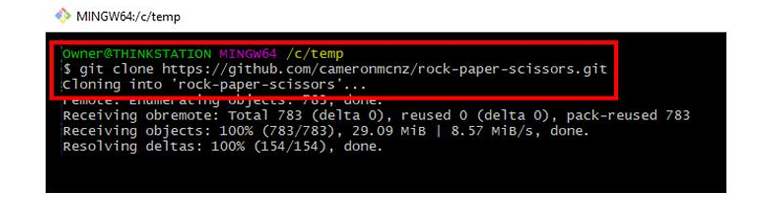 MINGW64:/c/temp
Owner@THINKSTATION MINGW64 /c/temp
$ git clone https://github.com/cameronmcnz/rock-paper-scissors.git
Cloning into 'rock-paper-scissors'...
remote: Enumerating objects: 783, done.
Receiving obremote: Total 783 (delta 0), reused 0 (delta 0), pack-reused 783
Receiving objects: 100% (783/783), 29.09 MiB | 8.57 MiB/s, done.
Resolving deltas: 100% (154/154), done.